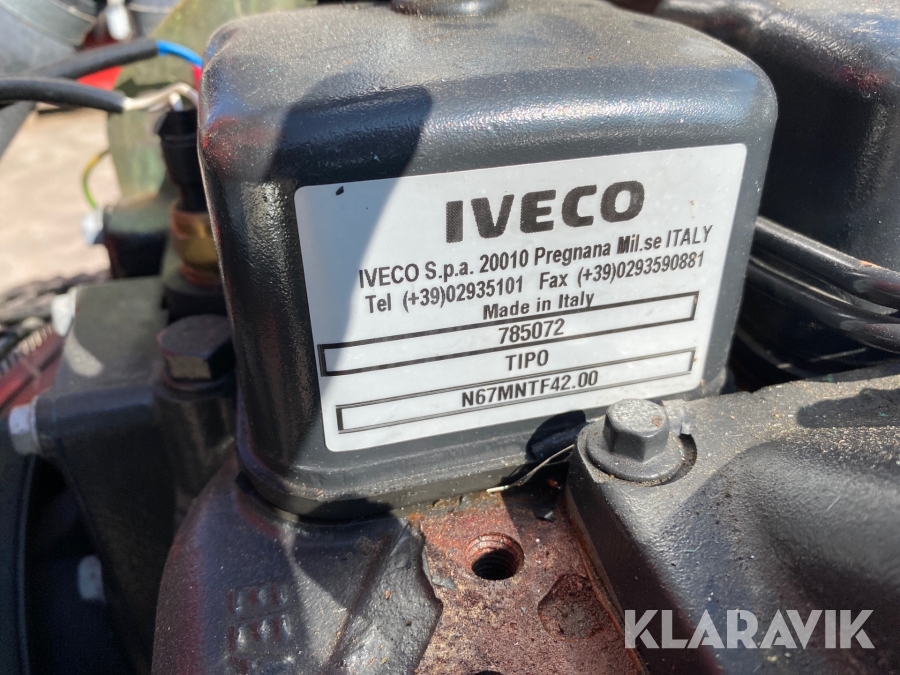 IVECO
IVECO S.p.a. 20010 Pregnana Mil.se ITALY
Tel (+39)02935101 Fax (+39)0293590881
Made in Italy
785072
TIPO
N67MNTF42.00
KLARAVIK